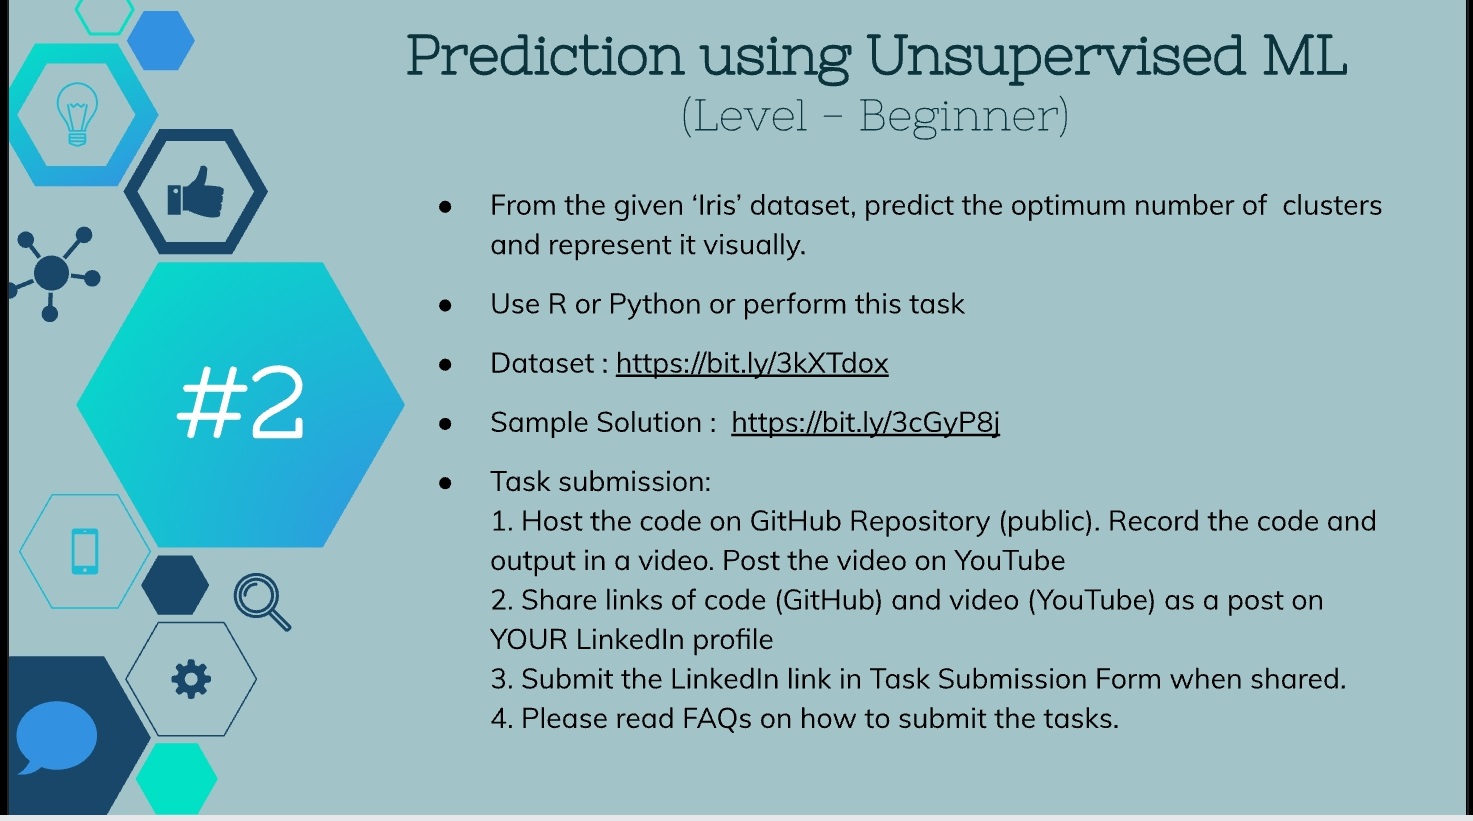 Prediction using Unsupervised ML
(Level – Beginner)
● From the given ‘Iris’ dataset, predict the optimum number of  clusters
and represent it visually.
● Use R or Python or perform this task
● Dataset : https://bit.ly/3kXTdox
● Sample Solution :  https://bit.ly/3cGyP8j
● Task submission:
1. Host the code on GitHub Repository (public). Record the code and
output in a video. Post the video on YouTube
2. Share links of code (GitHub) and video (YouTube) as a post on
YOUR LinkedIn profile
3. Submit the LinkedIn link in Task Submission Form when shared.
4. Please read FAQs on how to submit the tasks.
#2